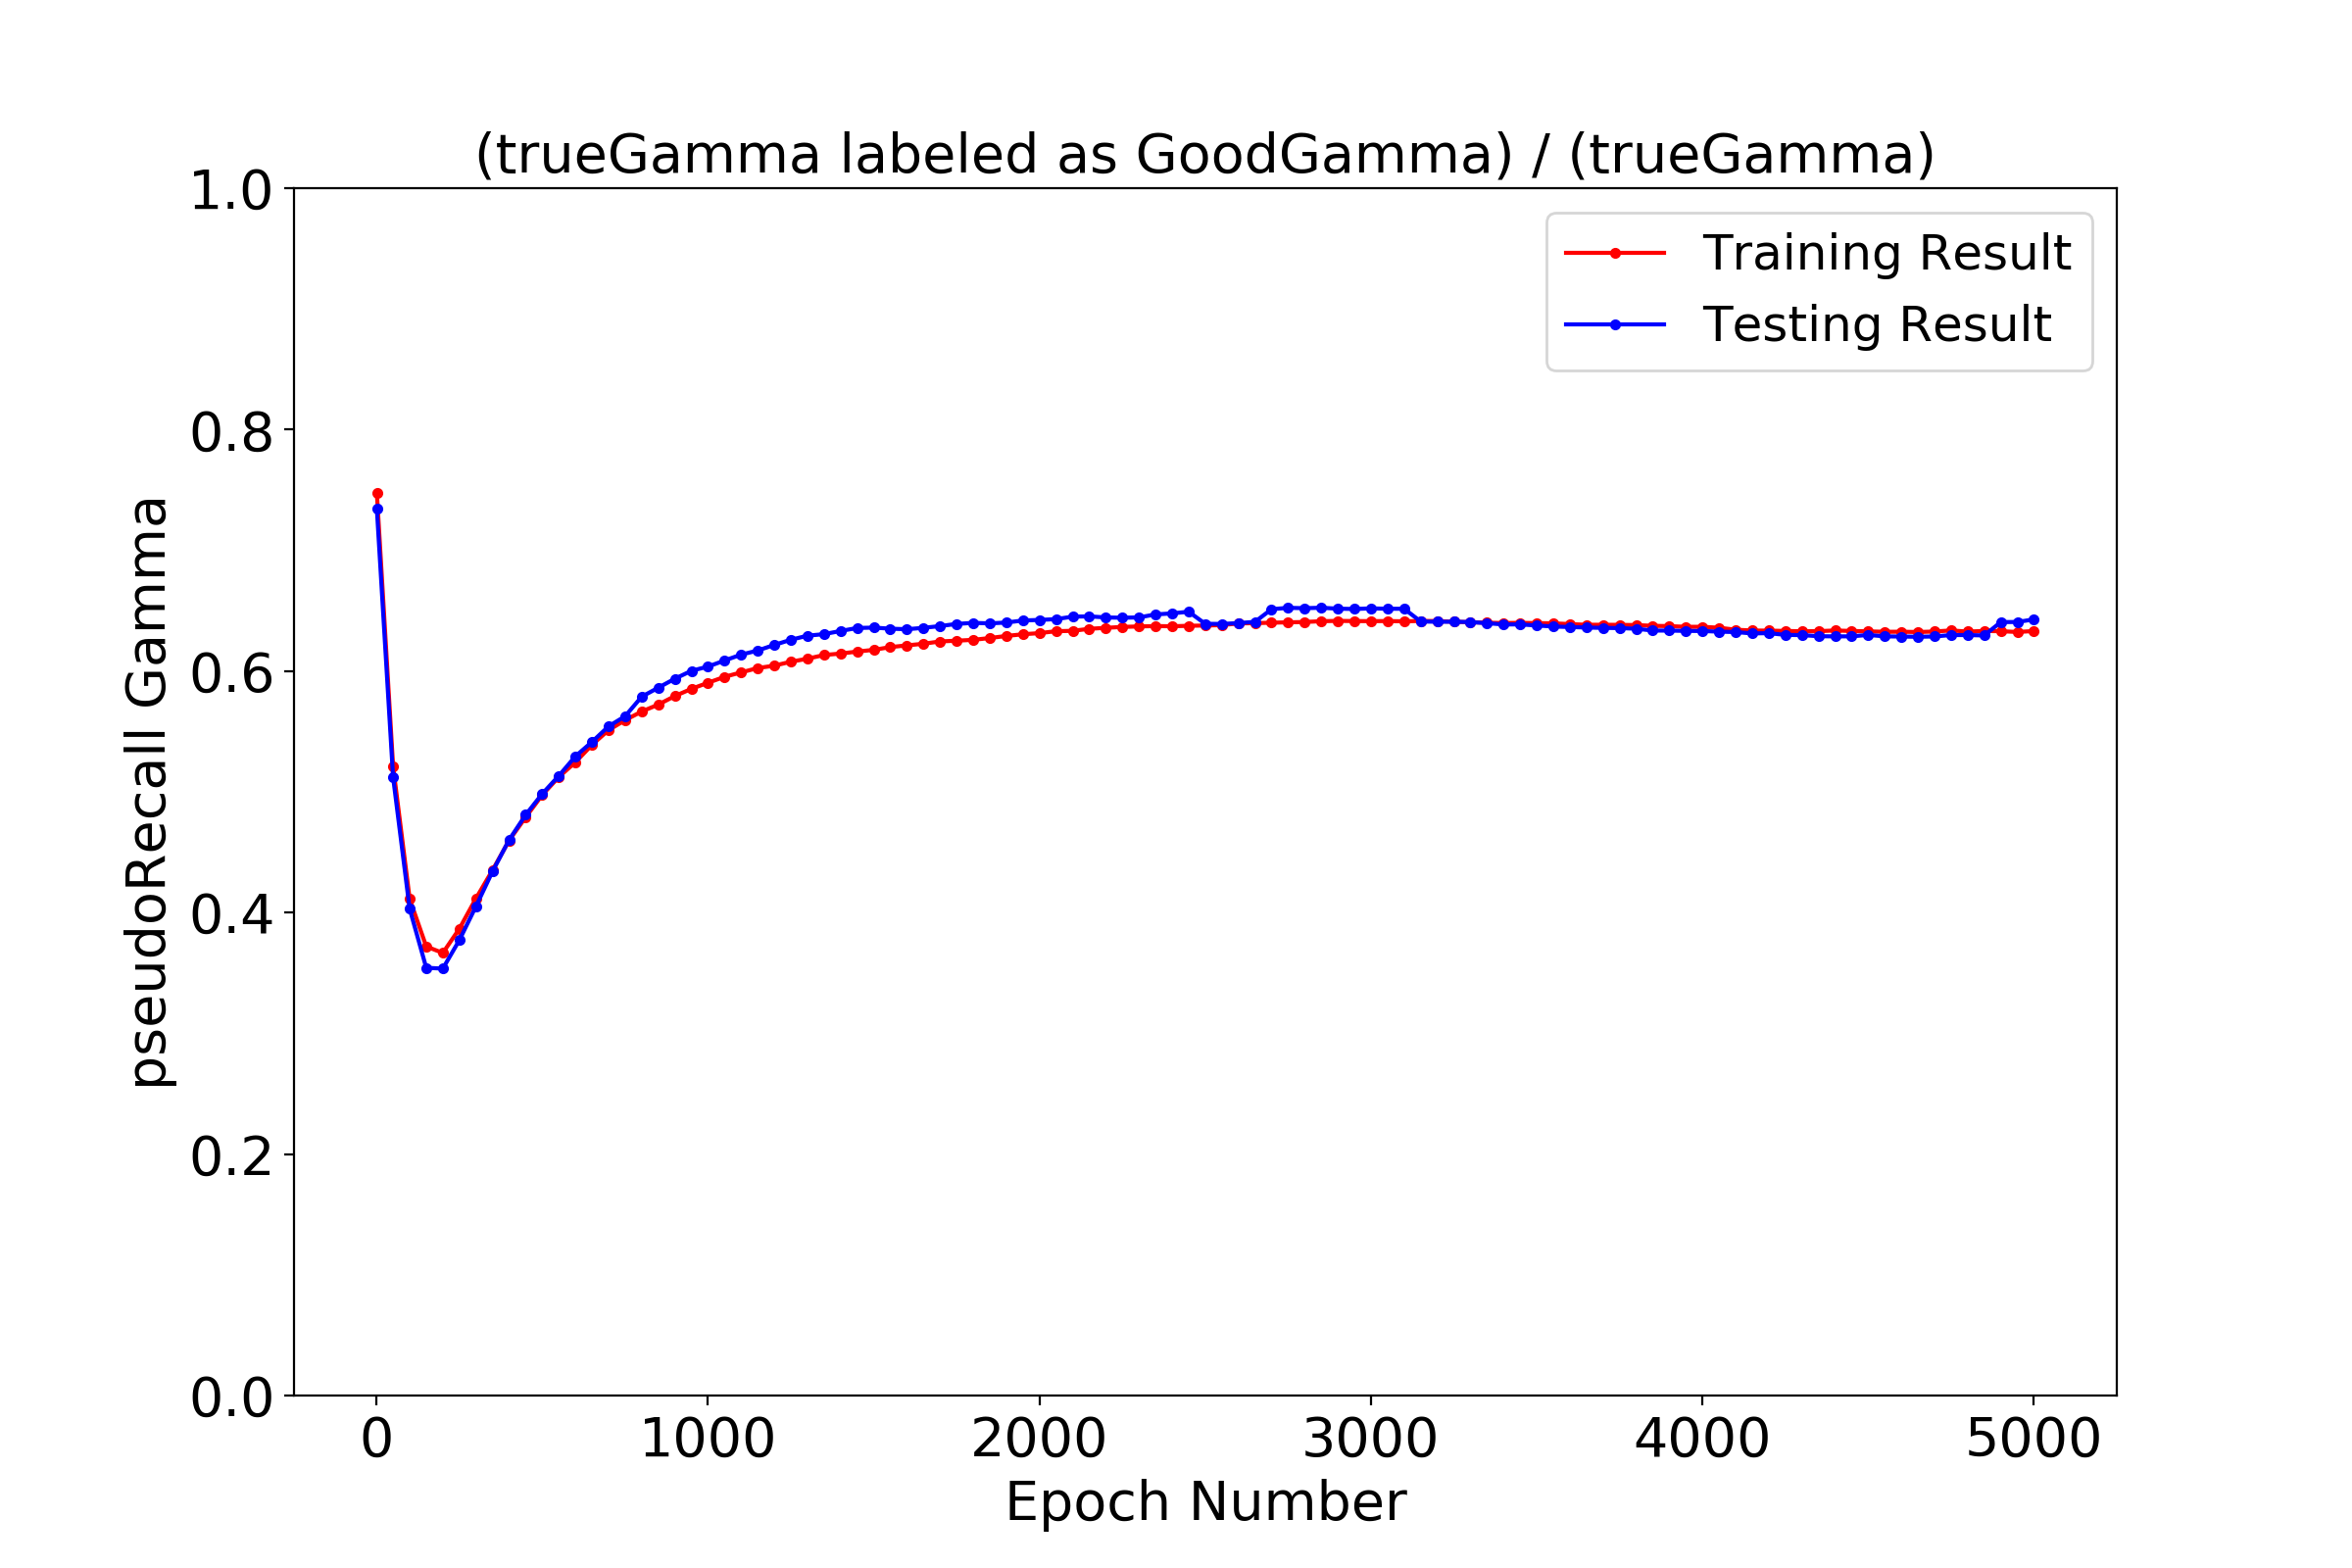 (trueGamma labeled as GoodGamma) / (trueGamma)
Training Result
Testing Result
pseudoRecall Gamma
1.0
0.8
0.6
0.4
0.2
0.0
0 1000 2000 3000 4000 5000
Epoch Number